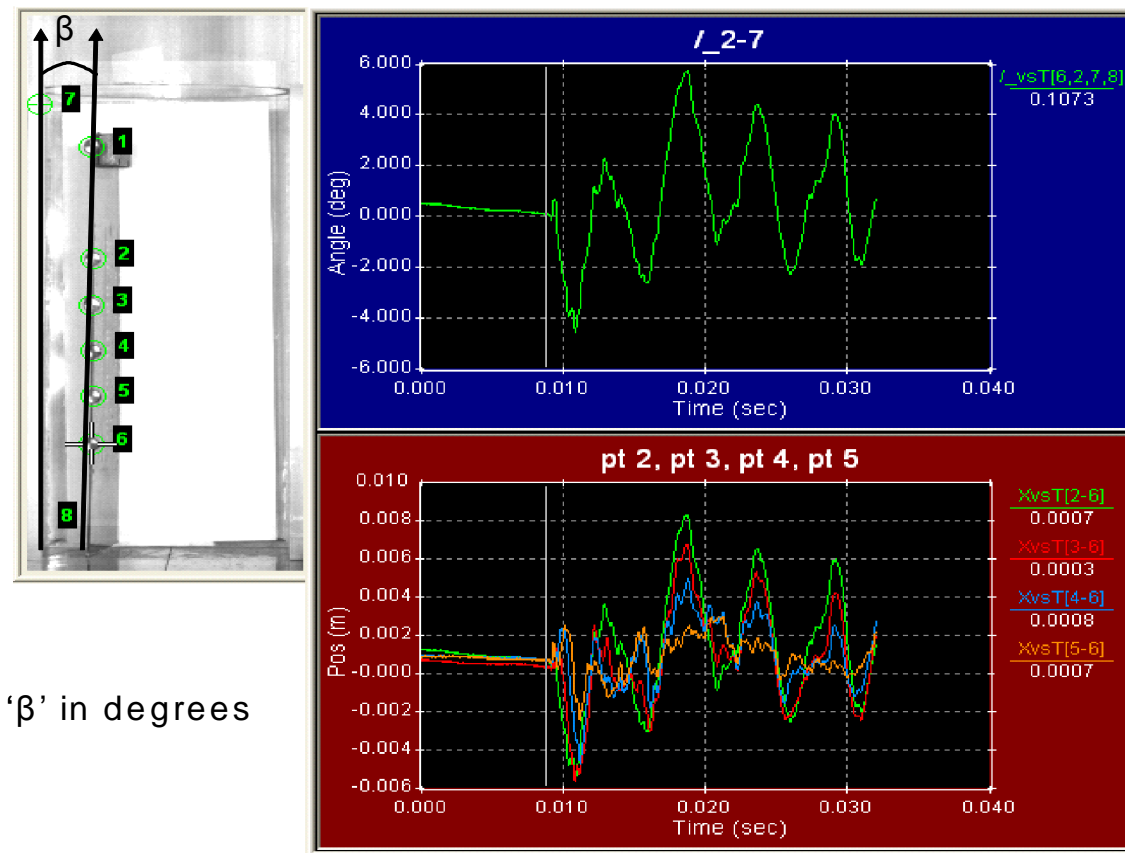 β
7
1
2
3
4
5
6
8
'β' in degrees
/_2-7
6.000
4.000
2.000
0.000
-2.000
-4.000
-6.000
Angle (deg)
0.000 0.010 0.020 0.030 0.040
Time (sec)
/_vsT[6,2,7,8]
0.1073
pt 2, pt 3, pt 4, pt 5
0.010
0.008
0.006
0.004
0.002
-0.000
-0.002
-0.004
-0.006
Pos (m)
0.000 0.010 0.020 0.030 0.040
Time (sec)
XvsT[2-6]
0.0007
XvsT[3-6]
0.0003
XvsT[4-6]
0.0008
XvsT[5-6]
0.0007